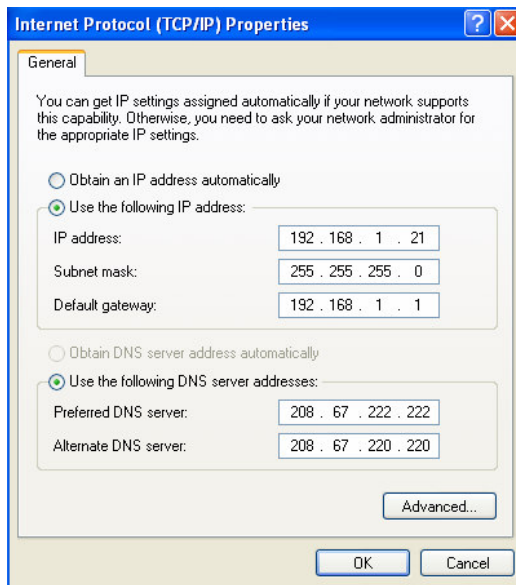 Internet Protocol (TCP/IP) Properties
General
You can get IP settings assigned automatically if your network supports
this capability. Otherwise, you need to ask your network administrator for
the appropriate IP settings.
Obtain an IP address automatically
Use the following IP address:
IP address: 192 . 168 . 1 . 21
Subnet mask: 255 . 255 . 255 . 0
Default gateway: 192 . 168 . 1 . 1
Obtain DNS server address automatically
Use the following DNS server addresses:
Preferred DNS server: 208 . 67 . 222 . 222
Alternate DNS server: 208 . 67 . 220 . 220
Advanced...
OK Cancel